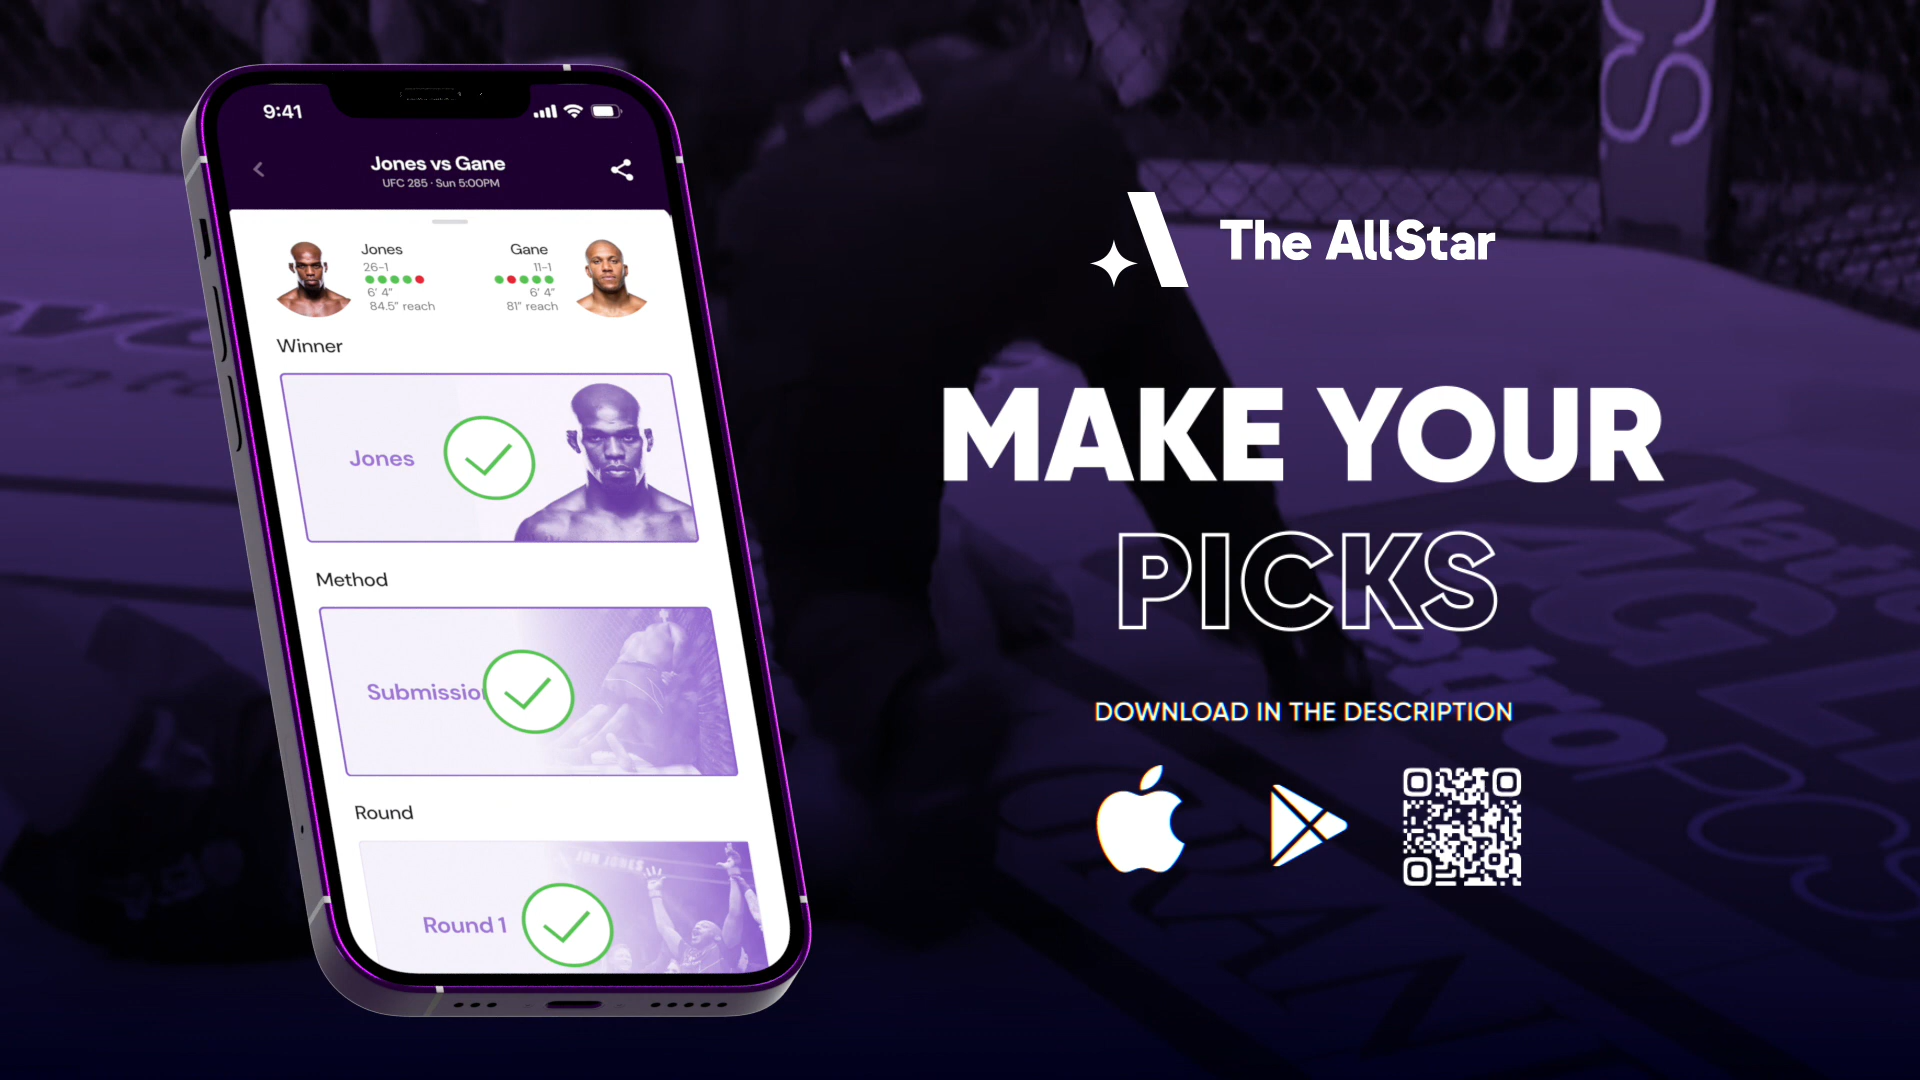 9:41
Jones vs Gane
UFC 285 · Sun 5:00PM
Jones
26-1
6' 4"
84.5" reach
Gane
11-1
6' 4"
81" reach
Winner
Jones
Method
Submissio
Round
JON JONES
Round 1
The AllStar
MAKE YOUR
PICKS
DOWNLOAD IN THE DESCRIPTION